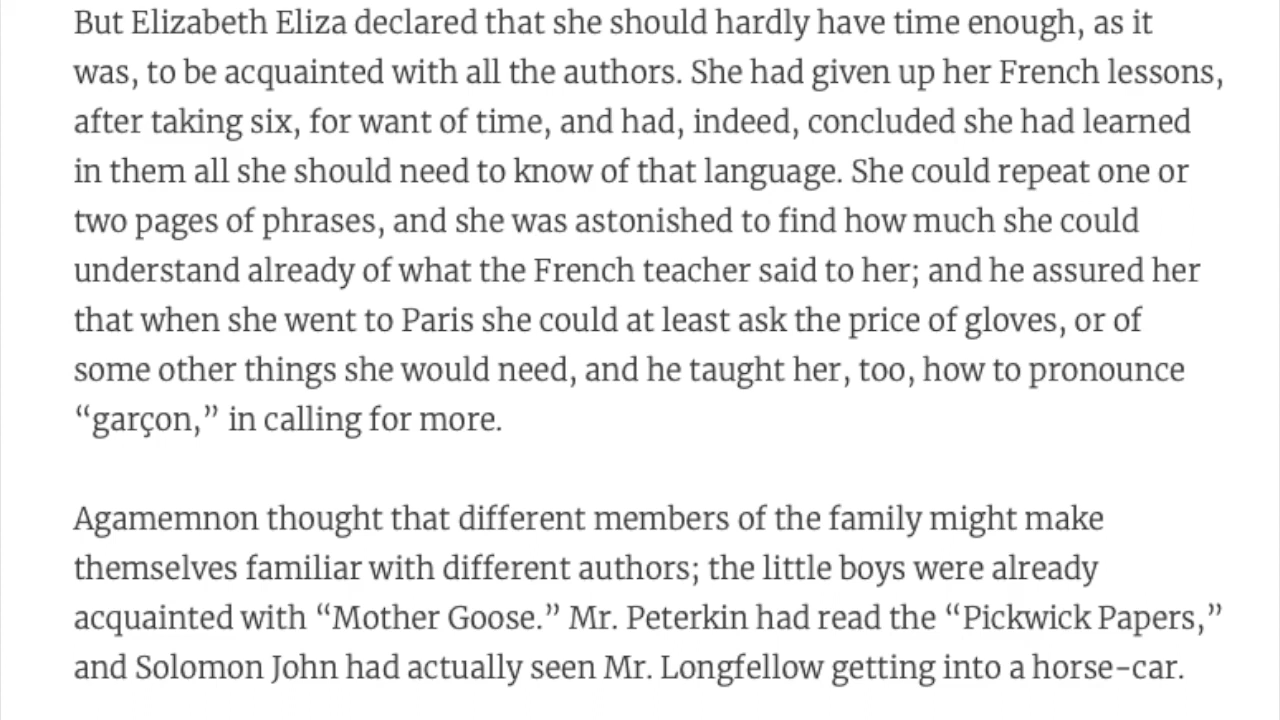 But Elizabeth Eliza declared that she should hardly have time enough, as it
was, to be acquainted with all the authors. She had given up her French lessons,
after taking six, for want of time, and had, indeed, concluded she had learned
in them all she should need to know of that language. She could repeat one or
two pages of phrases, and she was astonished to find how much she could
understand already of what the French teacher said to her; and he assured her
that when she went to Paris she could at least ask the price of gloves, or of
some other things she would need, and he taught her, too, how to pronounce
“garçon,” in calling for more.
Agamemnon thought that different members of the family might make
themselves familiar with different authors; the little boys were already
acquainted with “Mother Goose.” Mr. Peterkin had read the “Pickwick Papers,”
and Solomon John had actually seen Mr. Longfellow getting into a horse-car.